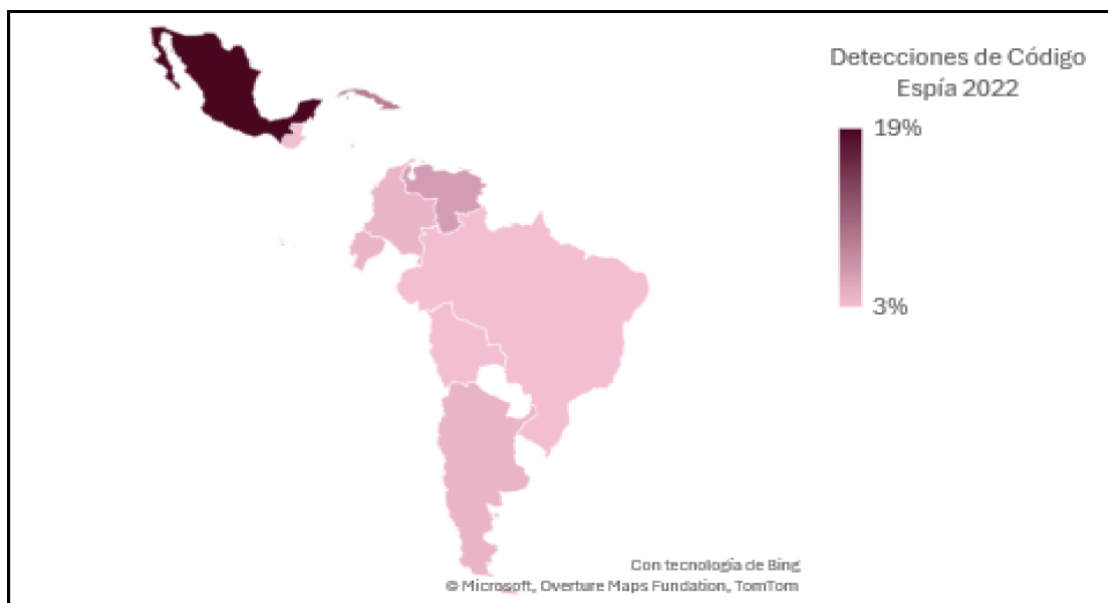 Detecciones de Código
Espía 2022
19%
3%
Con tecnología de Bing
© Microsoft, Overture Maps Fundation, TomTom